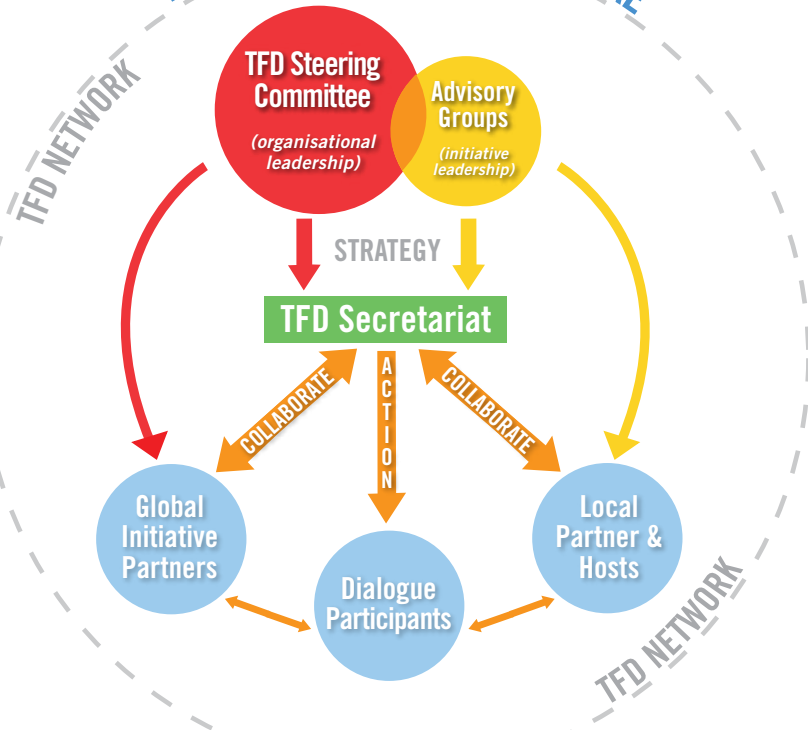 TFD NETWORK
TFD Steering
Committee
(organisational
leadership)
Advisory
Groups
(initiative
leadership)
STRATEGY
TFD Secretariat
COLLABORATE
ACTION
COLLABORATE
Global
Initiative
Partners
Local
Partner &
Hosts
Dialogue
Participants
TFD NETWORK